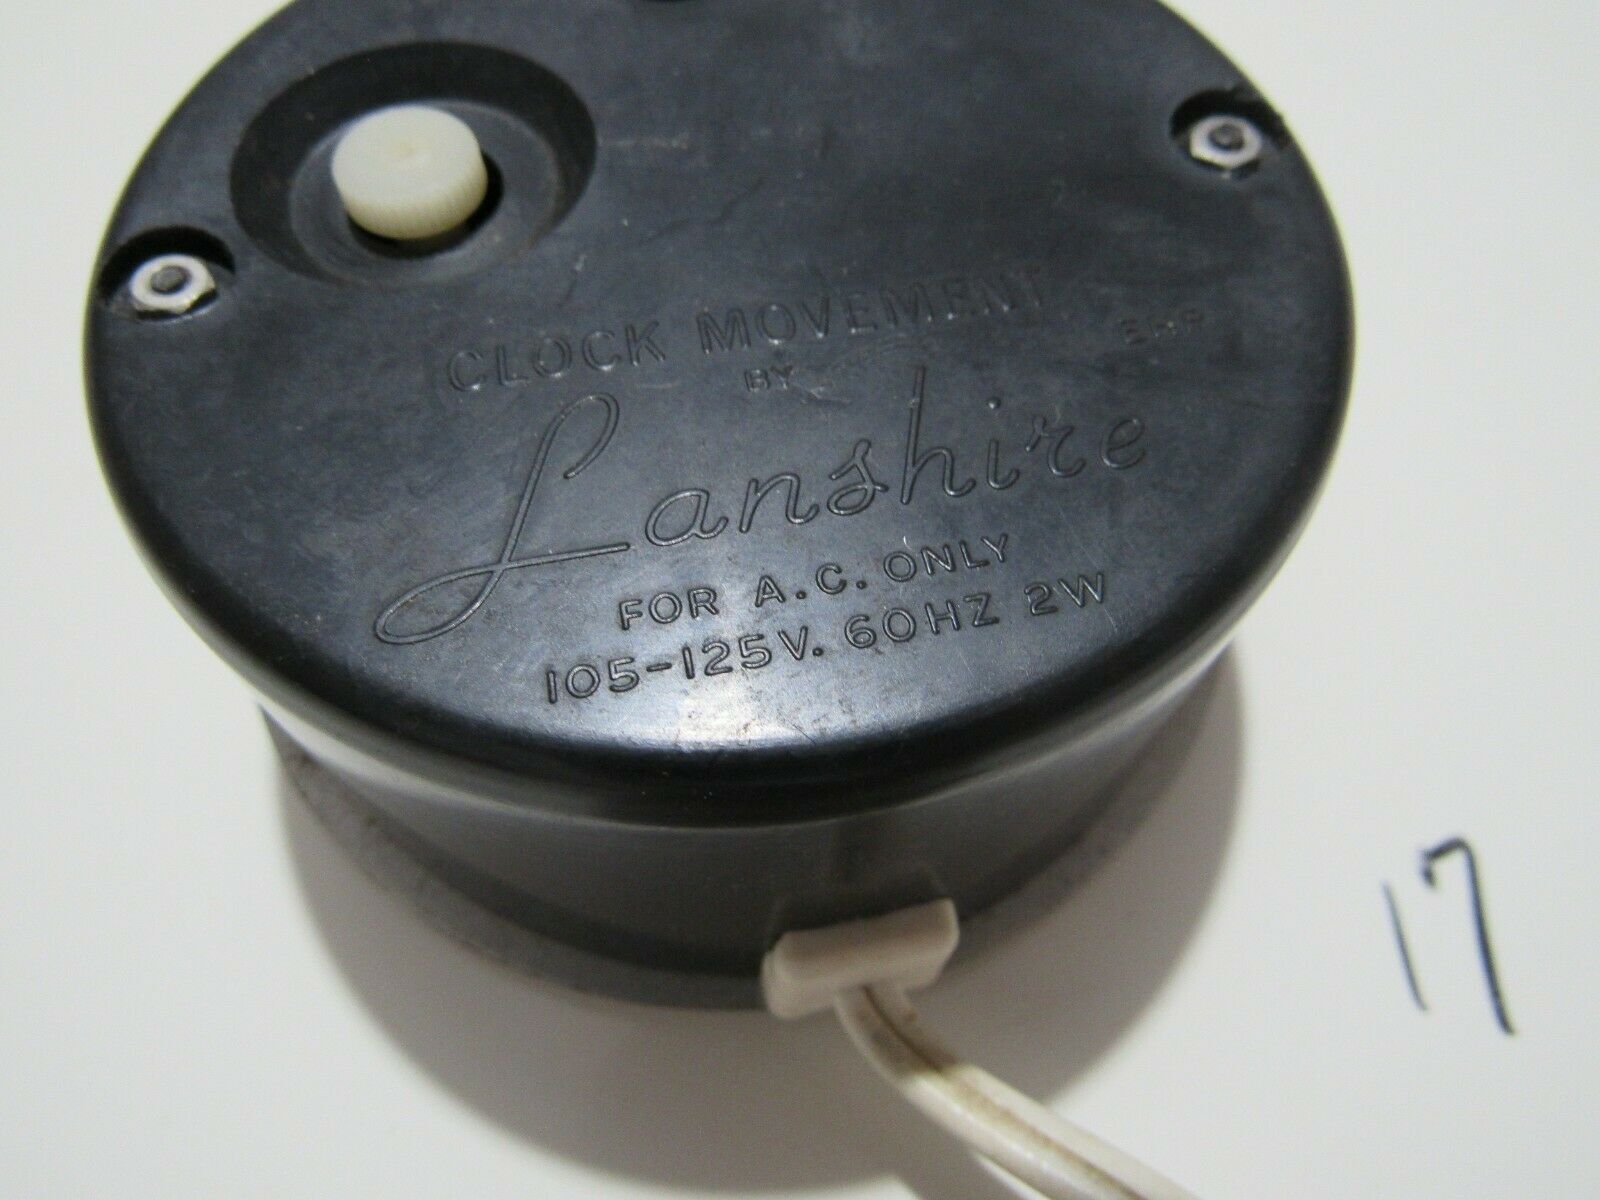 CLOCK MOVEMENT
BY
Lanshire
FOR A.C. ONLY
105-125V. 60HZ 2W
17